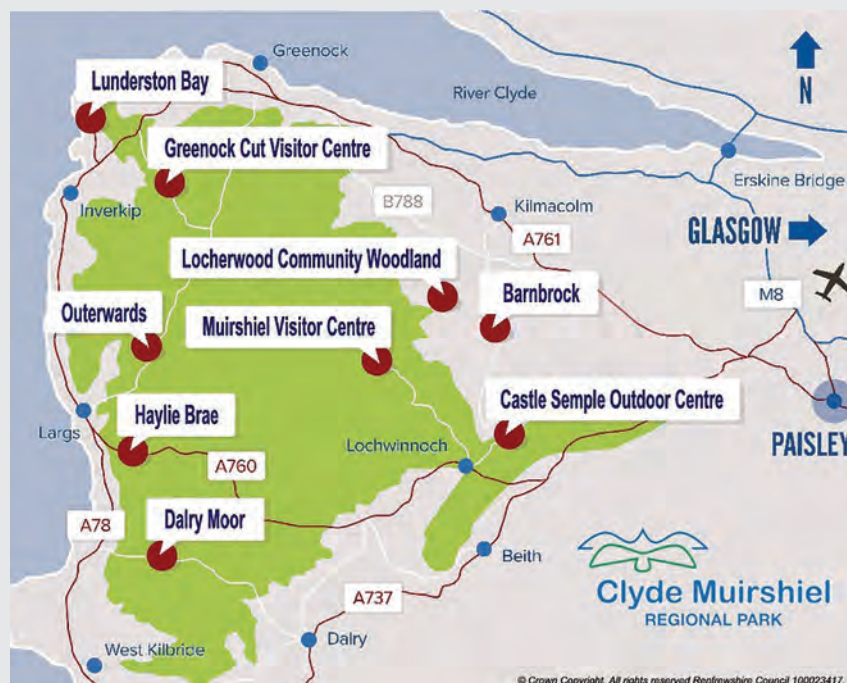 Greenock
Lunderston Bay
River Clyde
N
Greenock Cut Visitor Centre
Erskine Bridge
Inverkip
B788
Kilmacolm
A761
GLASGOW
Locherwood Community Woodland
M8
Outerwards
Barnbrock
Muirshiel Visitor Centre
Castle Semple Outdoor Centre
Largs
Haylie Brae
Lochwinnoch
PAISLEY
A760
A78
Dalry Moor
Beith
Clyde Muirshiel
REGIONAL PARK
A737
Dalry
West Kilbride
© Crown Copyright. All rights reserved Renfrewshire Council 100023417.